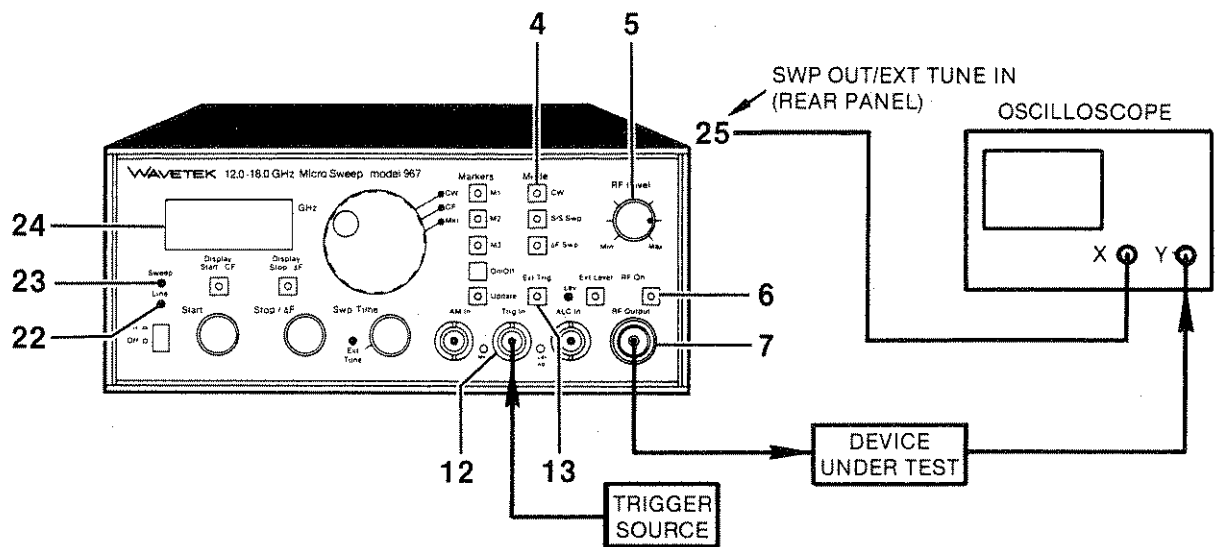 4
5
SWP OUT/EXT TUNE IN
(REAR PANEL)
25
OSCILLOSCOPE
WAVETEK 12.0-18.0 GHz Micro Sweep model 967
Markers
Mode
RF Level
CW
CF
Mkr
M1
CW
M2
S/S Swp
M3
ΔF Swp
Min
Max
24
GHz
Display
Start CF
Display
Stop ΔF
On/Off
23
Sweep
Line
Update
Ext Trig
Ext Level
RF On
6
22
Start
Stop / ΔF
Swp Time
Off
Ext
Tune
AM In
Trig In
ALC In
RF Output
7
X
Y
12
13
DEVICE
UNDER TEST
TRIGGER
SOURCE